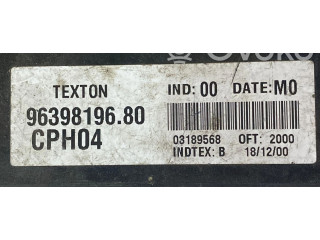 TEXTON IND: 00 DATE: M0
96398196.80
CPH04
03189568 OFT: 2000
INDTEX: B 18/12/00